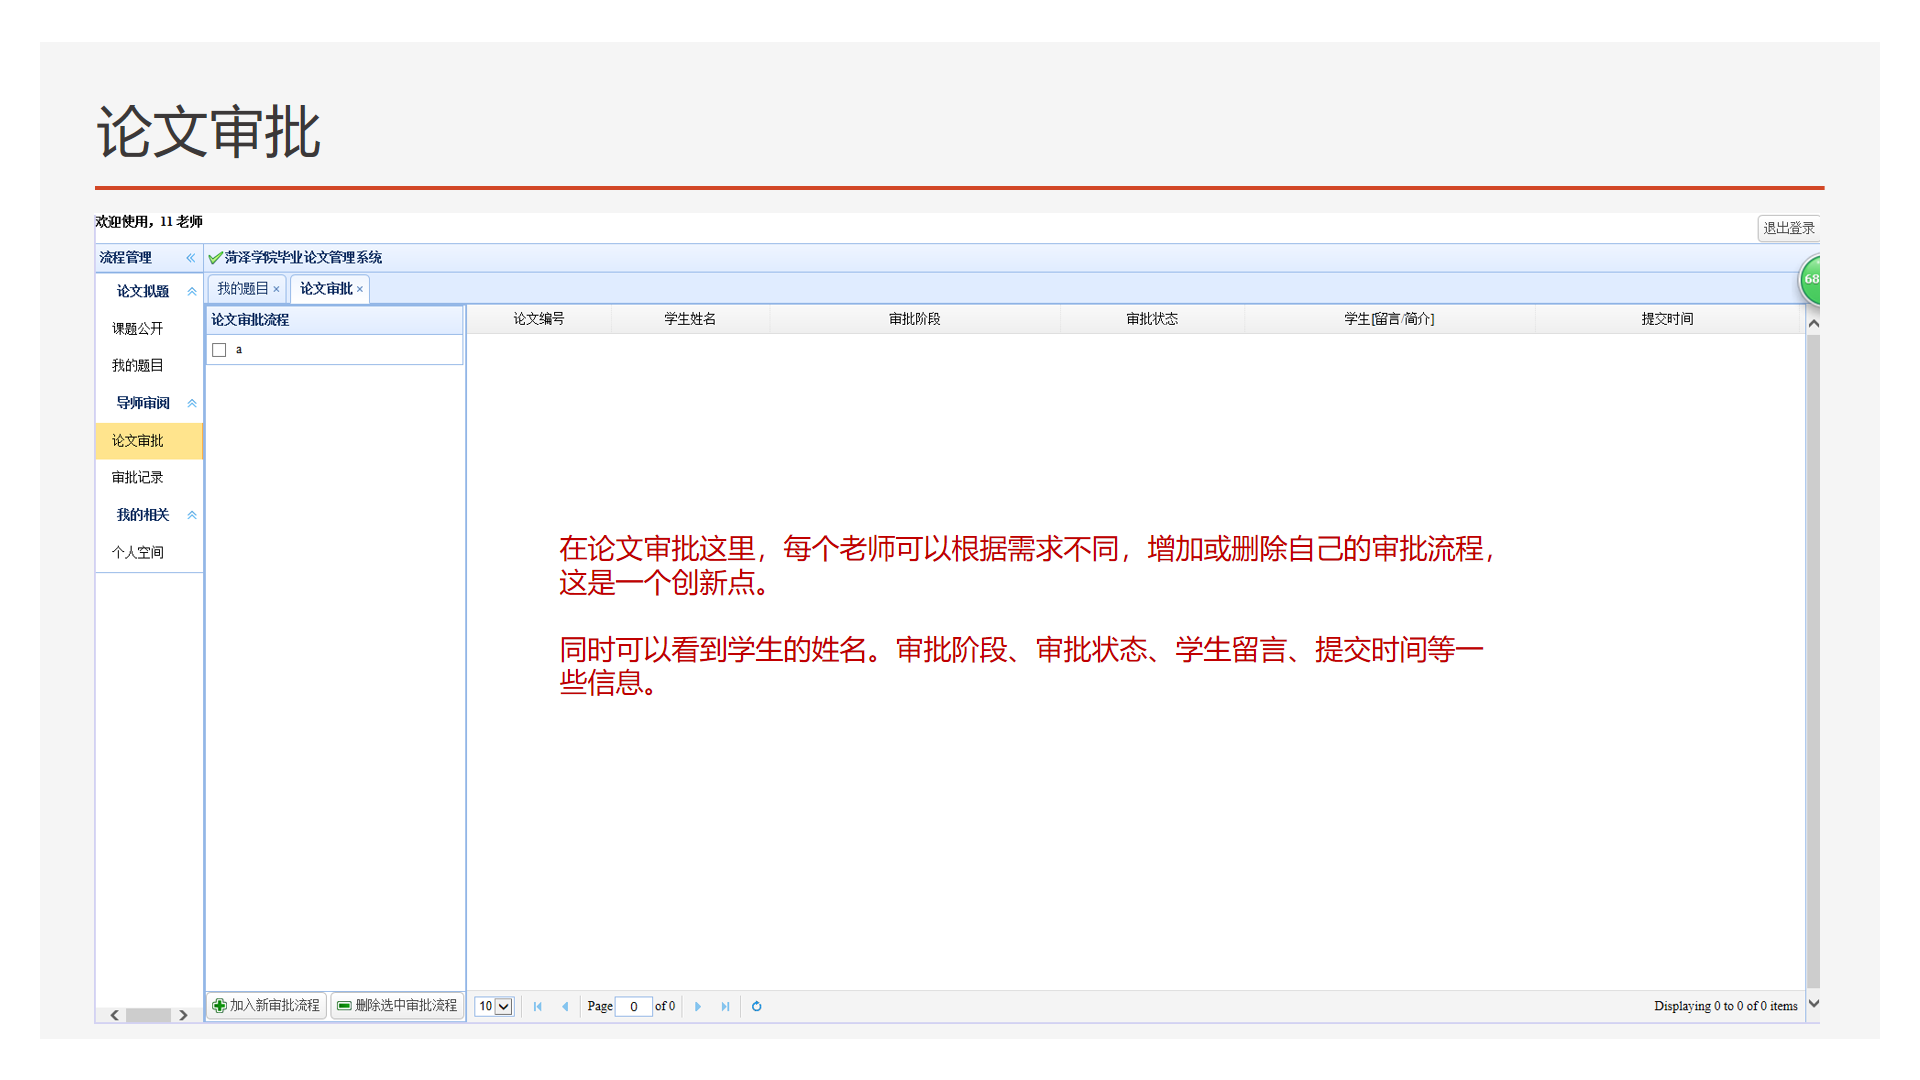 论文审批
欢迎使用，11 老师
退出登录
流程管理
菏泽学院毕业论文管理系统
68
论文拟题
我的题目 ×
论文审批 ×
论文审批流程
论文编号 学生姓名 审批阶段 审批状态 学生[留言/简介] 提交时间
课题公开
a
我的题目
导师审阅
论文审批
审批记录
我的相关
个人空间
在论文审批这里，每个老师可以根据需求不同，增加或删除自己的审批流程，
这是一个创新点。
同时可以看到学生的姓名。审批阶段、审批状态、学生留言、提交时间等一
些信息。
加入新审批流程 删除选中审批流程
10 Page 0 of 0
Displaying 0 to 0 of 0 items